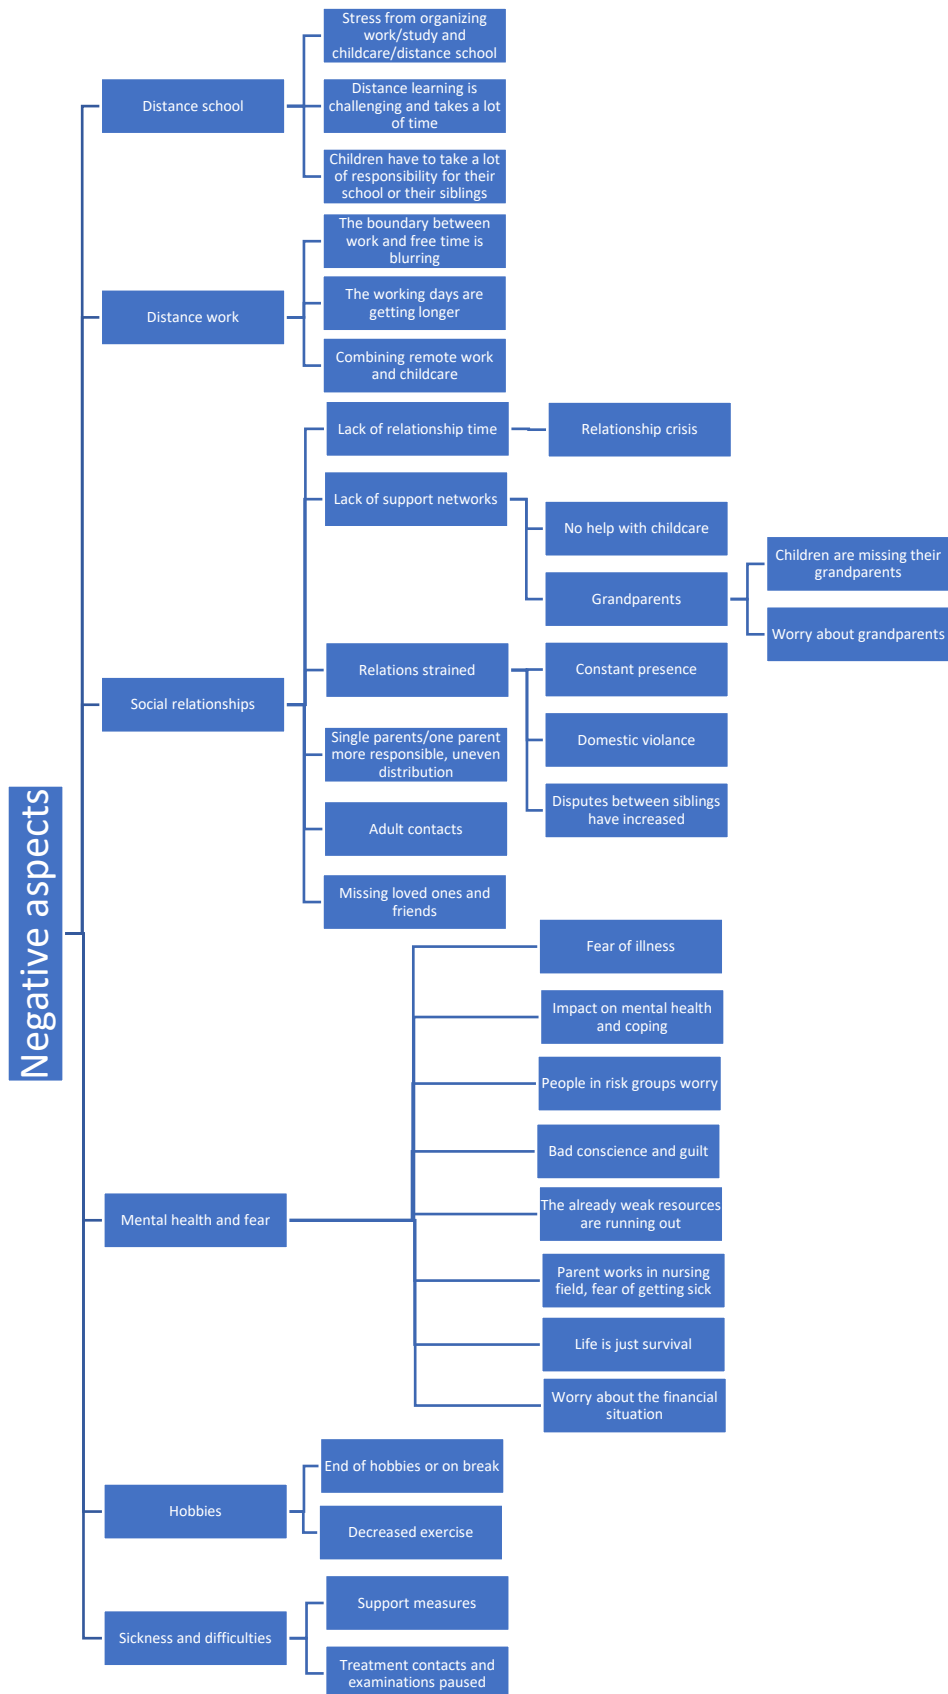 Negative aspects
Distance school
Stress from organizing
work/study and
childcare/distance school
Distance learning is
challenging and takes a lot
of time
Children have to take a lot
of responsibility for their
school or their siblings
Distance work
The boundary between
work and free time is
blurring
The working days are
getting longer
Combining remote work
and childcare
Social relationships
Lack of relationship time
Relationship crisis
Lack of support networks
No help with childcare
Grandparents
Children are missing their
grandparents
Worry about grandparents
Relations strained
Constant presence
Domestic violence
Disputes between siblings
have increased
Single parents/one parent
more responsible, uneven
distribution
Adult contacts
Missing loved ones and
friends
Mental health and fear
Fear of illness
Impact on mental health
and coping
People in risk groups worry
Bad conscience and guilt
The already weak resources
are running out
Parent works in nursing
field, fear of getting sick
Life is just survival
Worry about the financial
situation
Hobbies
End of hobbies or on break
Decreased exercise
Sickness and difficulties
Support measures
Treatment contacts and
examinations paused